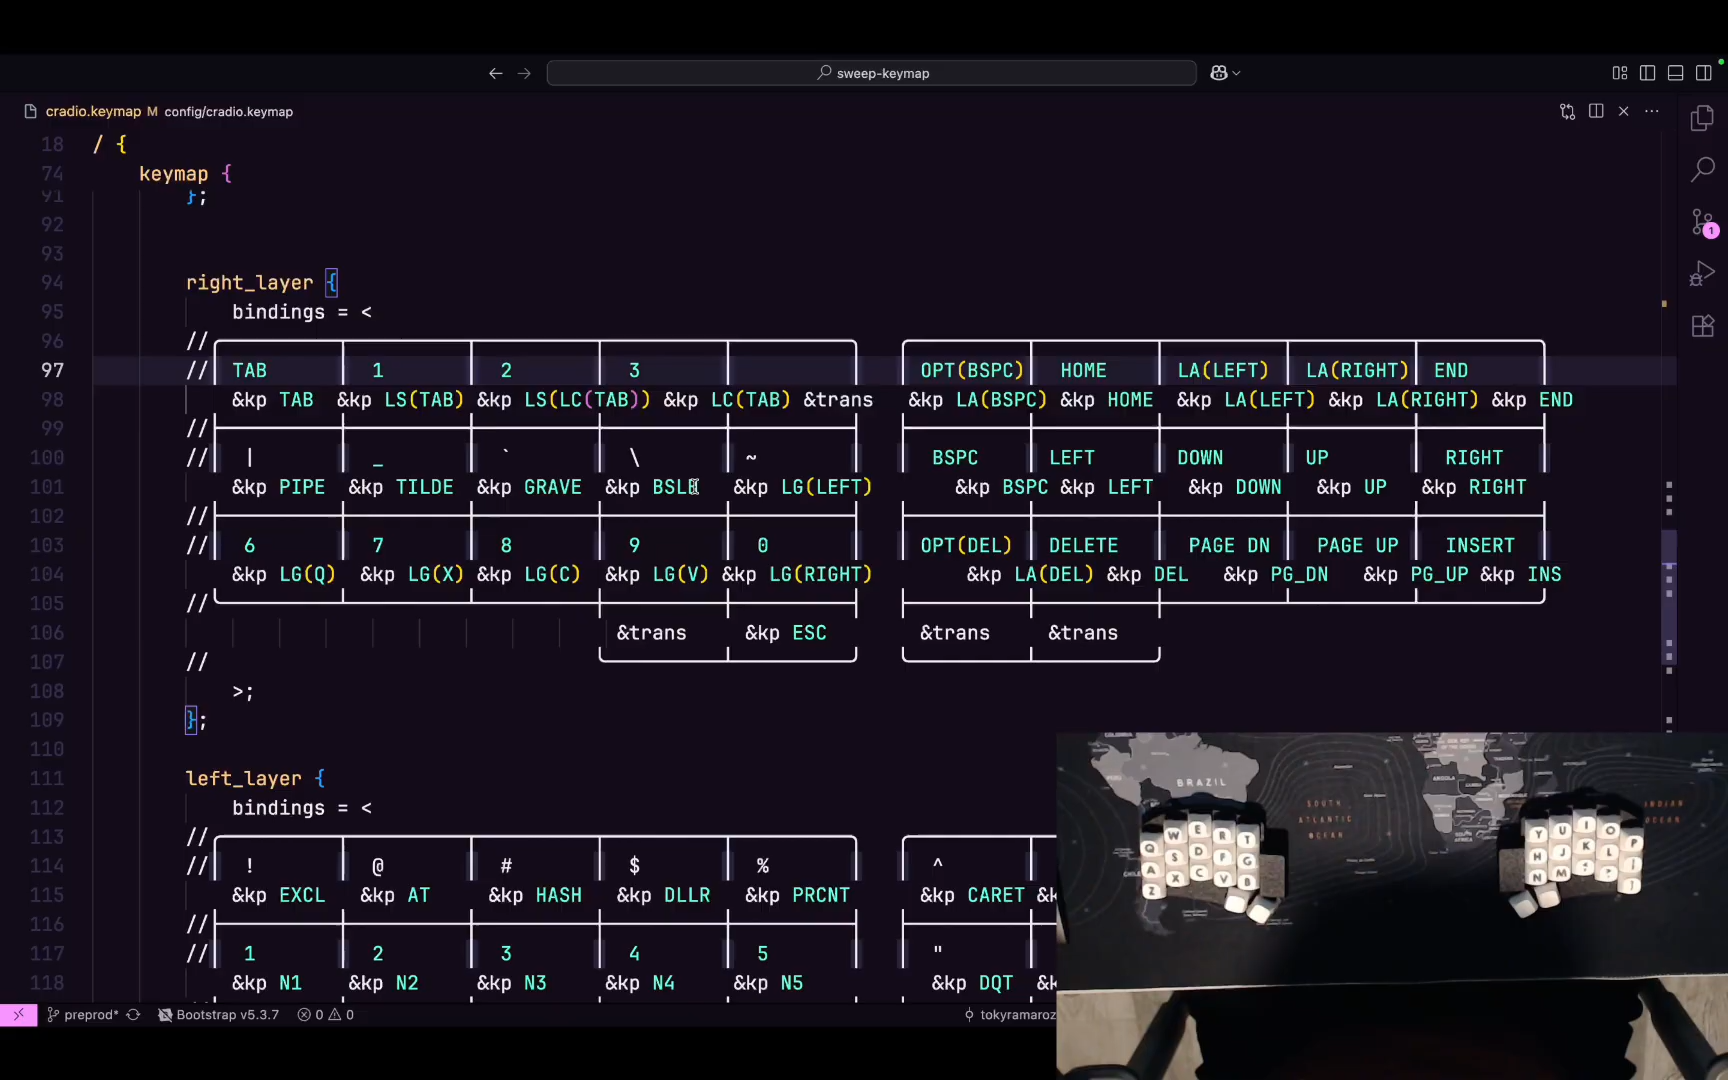 sweep-keymap
cradio.keymap M config/cradio.keymap
18 / {
74 keymap {
91 };
92
93
94 right_layer {
95 bindings = <
96 //
97 // TAB 1 2 3 OPT(BSPC) HOME LA(LEFT) LA(RIGHT) END
98 &kp TAB &kp LS(TAB) &kp LS(LC(TAB)) &kp LC(TAB) &trans &kp LA(BSPC) &kp HOME &kp LA(LEFT) &kp LA(RIGHT) &kp END
99 //
100 // | _ ` \ ~ BSPC LEFT DOWN UP RIGHT
101 &kp PIPE &kp TILDE &kp GRAVE &kp BSLH &kp LG(LEFT) &kp BSPC &kp LEFT &kp DOWN &kp UP &kp RIGHT
102 //
103 // 6 7 8 9 0 OPT(DEL) DELETE PAGE DN PAGE UP INSERT
104 &kp LG(Q) &kp LG(X) &kp LG(C) &kp LG(V) &kp LG(RIGHT) &kp LA(DEL) &kp DEL &kp PG_DN &kp PG_UP &kp INS
105 //
106 &trans &kp ESC &trans &trans
107 //
108 >;
109 };
110
111 left_layer {
112 bindings = <
113 //
114 // ! @ # $ % ^
115 &kp EXCL &kp AT &kp HASH &kp DLLR &kp PRCNT &kp CARET &k
116 //
117 // 1 2 3 4 5 "
118 &kp N1 &kp N2 &kp N3 &kp N4 &kp N5 &kp DQT &k
1
preprod* Bootstrap v5.3.7 0 0 tokyramaroz
BRAZIL
SOUTH
ATLANTIC
OCEAN
INDIAN
OCEAN
Q W E R T
A S D F G
Z X C V B
Y U I O P
H J K L
N M